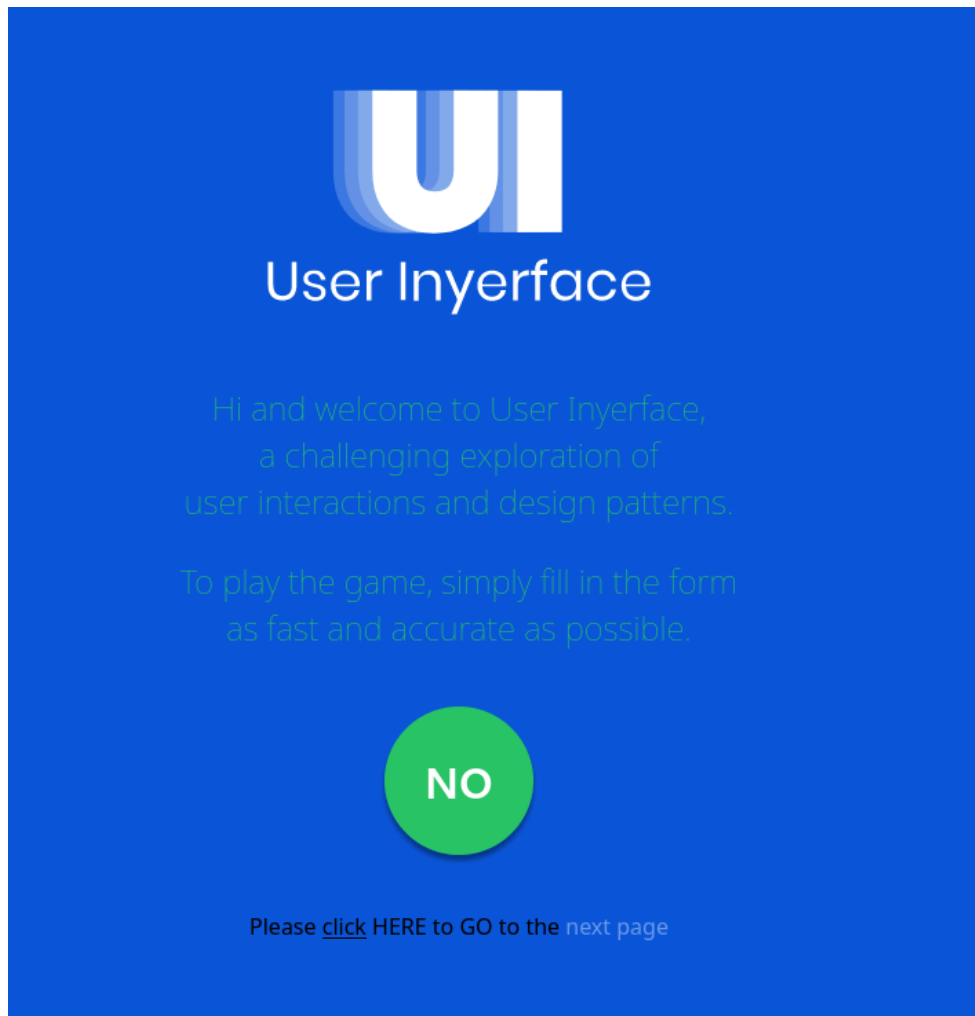 UI
User Inyerface
Hi and welcome to User Inyerface,
a challenging exploration of
user interactions and design patterns.
To play the game, simply fill in the form
as fast and accurate as possible.
NO
Please click HERE to GO to the next page